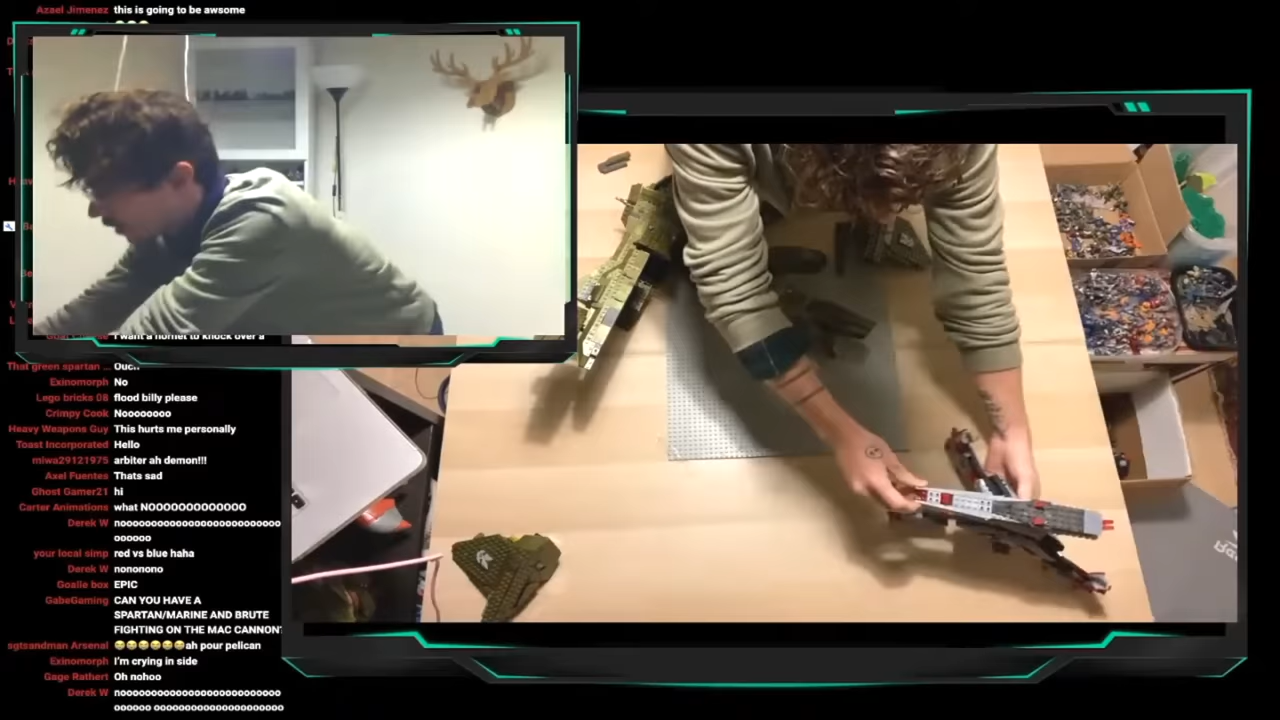 Azael Jimenez this is going to be awsome
I want a hornet to knock over a
That green spartan ... Ouch
Exinomorph No
Lego bricks 08 flood billy please
Crimpy Cook Nooooooo
Heavy Weapons Guy This hurts me personally
Toast Incorporated Hello
miwa29121975 arbiter ah demon!!!
Axel Fuentes Thats sad
Ghost Gamer21 hi
Carter Animations what NOOOOOOOOOOOOO
Derek W noooooooooooooooooooooooooo
oooooo
your local simp red vs blue haha
Derek W nononono
Goalie box EPIC
GabeGaming CAN YOU HAVE A
SPARTAN/MARINE AND BRUTE
FIGHTING ON THE MAC CANNON?
sgtsandman Arsenal 😂😂😂😂😂😂ah pour pelican
Exinomorph I'm crying in side
Gage Rathert Oh nohoo
Derek W noooooooooooooooooooooooooo
oooooo oooooooooooooooooooo